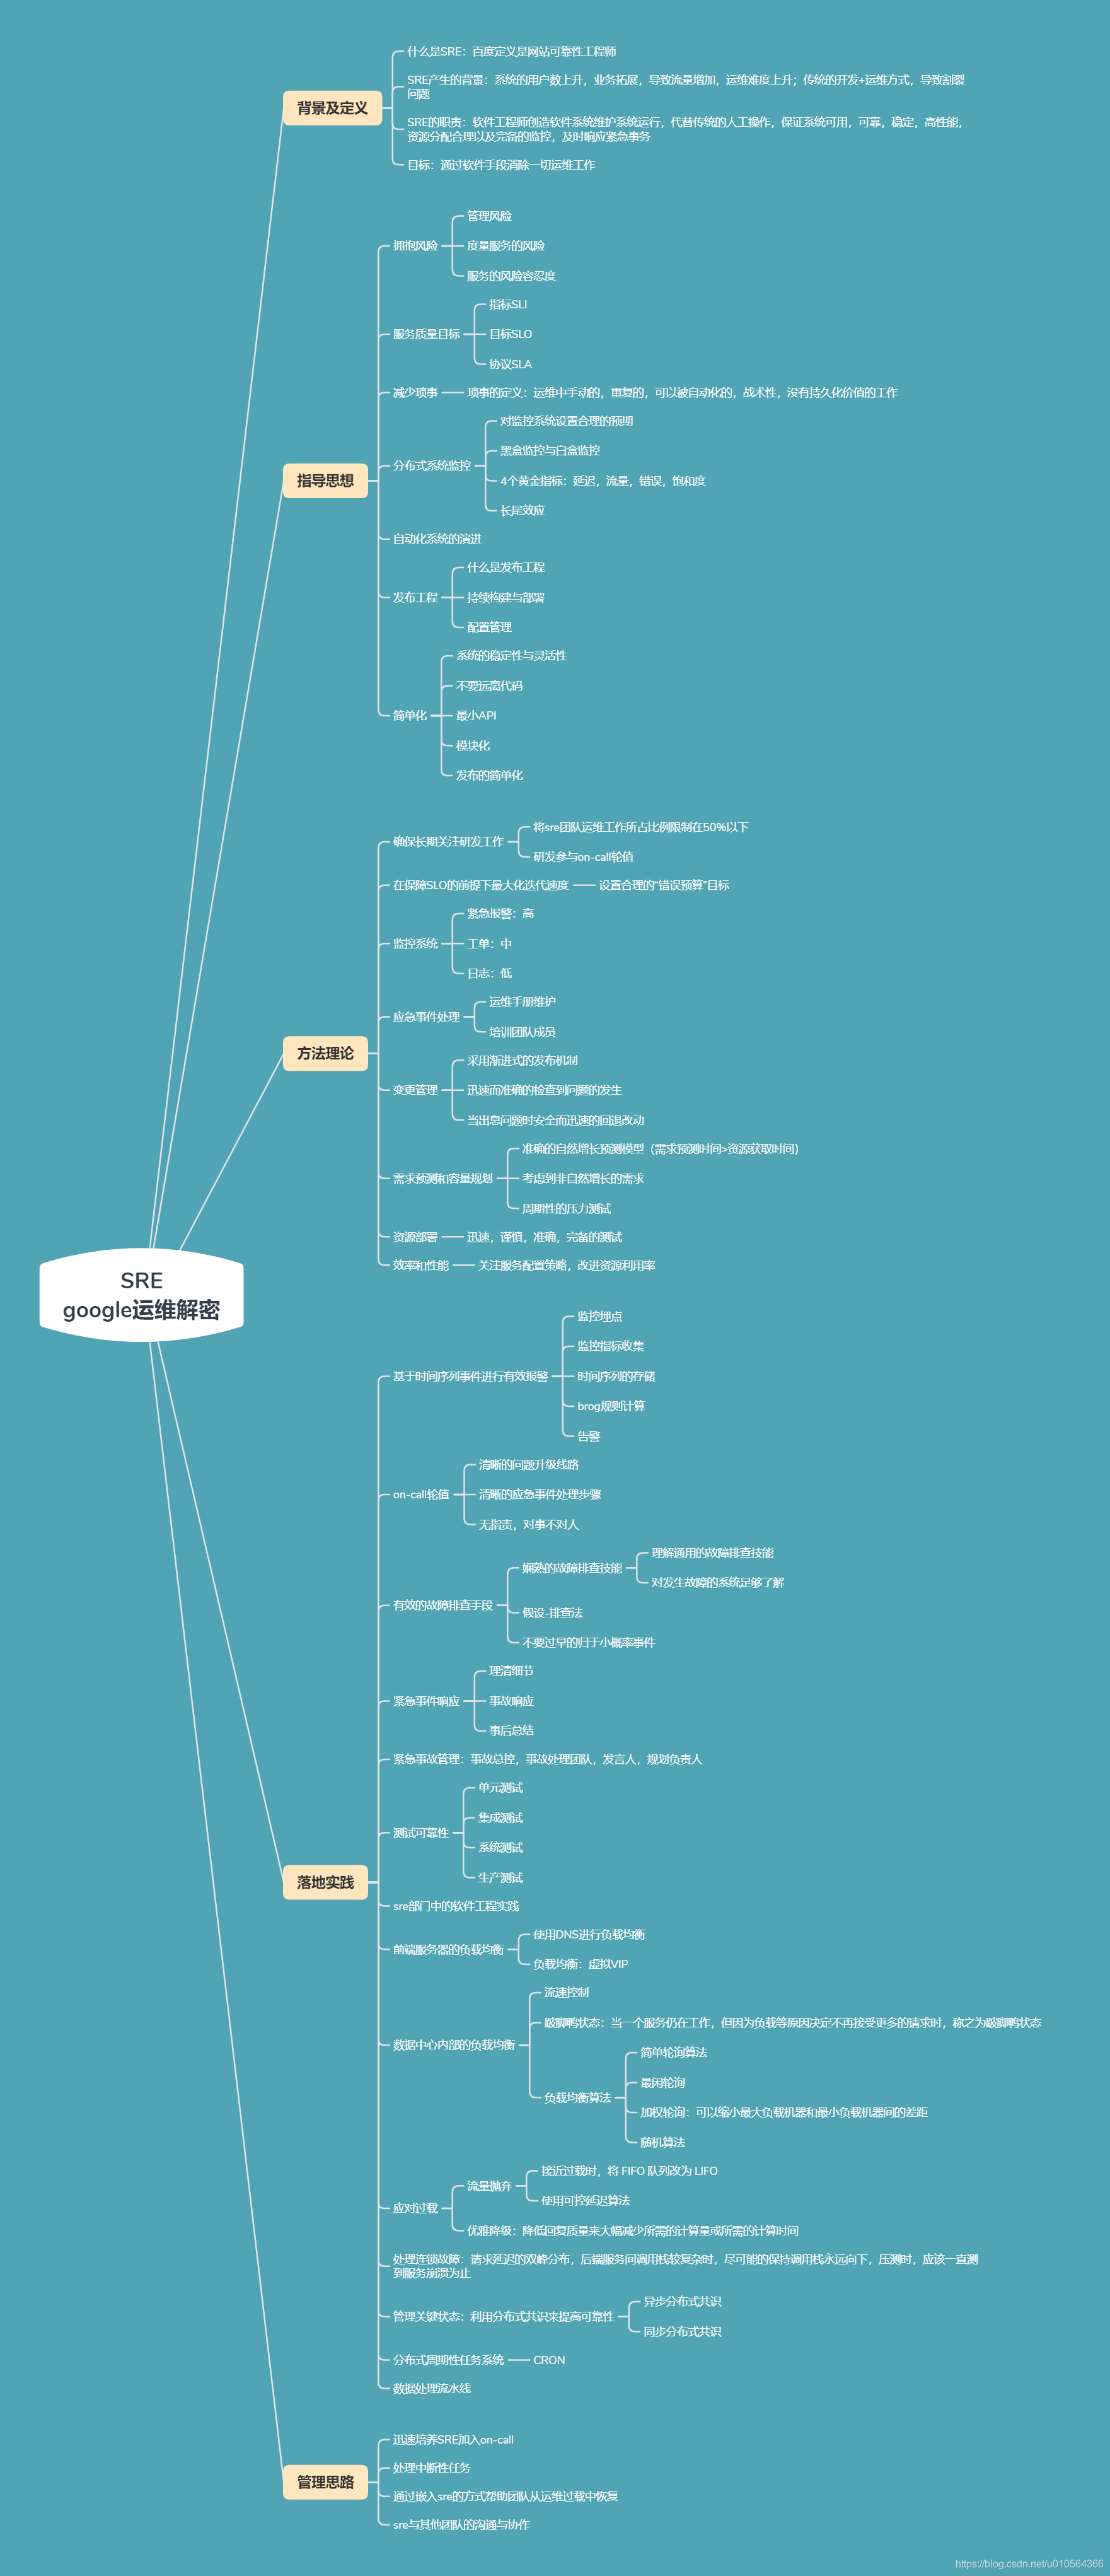 什么是SRE：百度定义是网站可靠性工程师
SRE产生的背景：系统的用户数上升，业务拓展，导致流量增加，运维难度上升；传统的开发+运维方式，导致割裂
问题
背景及定义
SRE的职责：软件工程师创造软件系统维护系统运行，代替传统的人工操作，保证系统可用，可靠，稳定，高性能，
资源分配合理以及完备的监控，及时响应紧急事务
目标：通过软件手段消除一切运维工作
管理风险
拥抱风险
度量服务的风险
服务的风险容忍度
指标SLI
服务质量目标
目标SLO
协议SLA
减少琐事
琐事的定义：运维中手动的，重复的，可以被自动化的，战术性，没有持久化价值的工作
对监控系统设置合理的预期
黑盒监控与白盒监控
分布式系统监控
4个黄金指标：延迟，流量，错误，饱和度
指导思想
长尾效应
自动化系统的演进
什么是发布工程
发布工程
持续构建与部署
配置管理
系统的稳定性与灵活性
不要远离代码
简单化
最小API
模块化
发布的简单化
将sre团队运维工作所占比例限制在50%以下
确保长期关注研发工作
研发参与on-call轮值
在保障SLO的前提下最大化迭代速度
设置合理的“错误预算”目标
紧急报警：高
监控系统
工单：中
日志：低
运维手册维护
应急事件处理
培训团队成员
方法理论
采用渐进式的发布机制
变更管理
迅速而准确的检查到问题的发生
当出息问题时安全而迅速的回退改动
准确的自然增长预测模型（需求预测时间>资源获取时间）
需求预测和容量规划
考虑到非自然增长的需求
周期性的压力测试
资源部署
迅速，谨慎，准确，完备的测试
效率和性能
关注服务配置策略，改进资源利用率
SRE
google运维解密
监控埋点
监控指标收集
基于时间序列事件进行有效报警
时间序列的存储
brog规则计算
告警
清晰的问题升级线路
on-call轮值
清晰的应急事件处理步骤
无指责，对事不对人
理解通用的故障排查技能
娴熟的故障排查技能
对发生故障的系统足够了解
有效的故障排查手段
假设-排查法
不要过早的归于小概率事件
理清细节
紧急事件响应
事故响应
事后总结
紧急事故管理：事故总控，事故处理团队，发言人，规划负责人
单元测试
集成测试
测试可靠性
系统测试
生产测试
落地实践
sre部门中的软件工程实践
使用DNS进行负载均衡
前端服务器的负载均衡
负载均衡：虚拟VIP
流速控制
跛脚鸭状态：当一个服务仍在工作，但因为负载等原因决定不再接受更多的请求时，称之为跛脚鸭状态
数据中心内部的负载均衡
简单轮询算法
最闲轮询
负载均衡算法
加权轮询：可以缩小最大负载机器和最小负载机器间的差距
随机算法
接近过载时，将 FIFO 队列改为 LIFO
流量抛弃
使用可控延迟算法
应对过载
优雅降级：降低回复质量来大幅减少所需的计算量或所需的计算时间
处理连锁故障：请求延迟的双峰分布，后端服务间调用栈较复杂时，尽可能的保持调用栈永远向下，压测时，应该一直测
到服务崩溃为止
异步分布式共识
管理关键状态：利用分布式共识来提高可靠性
同步分布式共识
分布式周期性任务系统
CRON
数据处理流水线
迅速培养SRE加入on-call
处理中断性任务
管理思路
通过嵌入sre的方式帮助团队从运维过载中恢复
sre与其他团队的沟通与协作
https://blog.csdn.net/u010564366